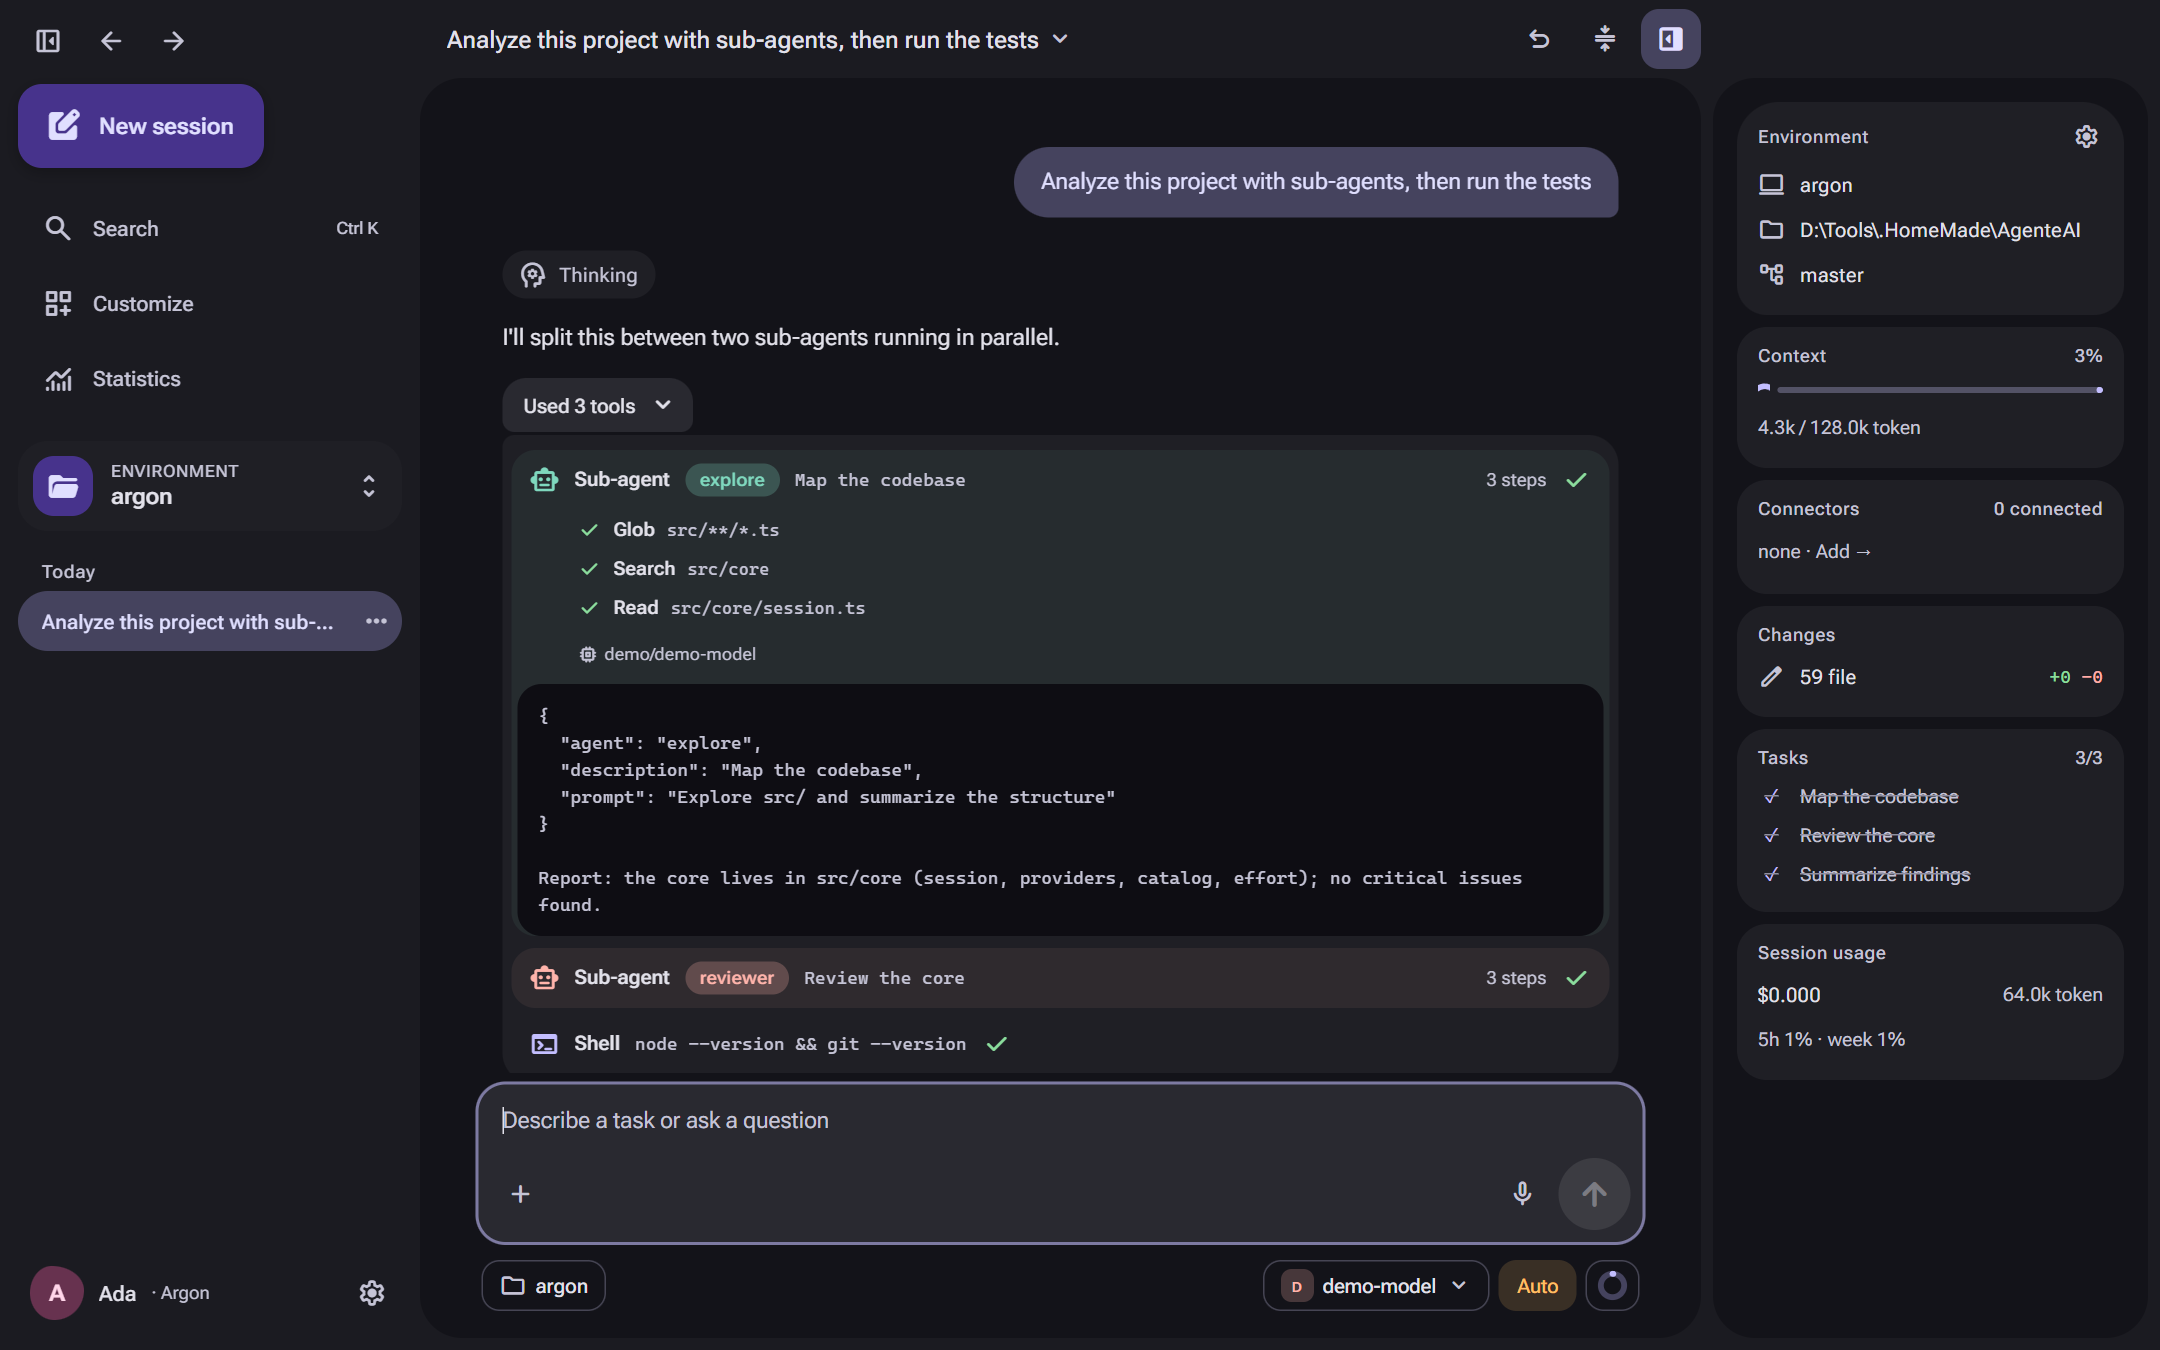 Analyze this project with sub-agents, then run the tests
New session
Search Ctrl K
Customize
Statistics
ENVIRONMENT
argon
Today
Analyze this project with sub-...
A Ada · Argon
Analyze this project with sub-agents, then run the tests
Thinking
I'll split this between two sub-agents running in parallel.
Used 3 tools
Sub-agent explore Map the codebase 3 steps
Glob src/**/*.ts
Search src/core
Read src/core/session.ts
demo/demo-model
{
"agent": "explore",
"description": "Map the codebase",
"prompt": "Explore src/ and summarize the structure"
}
Report: the core lives in src/core (session, providers, catalog, effort); no critical issues
found.
Sub-agent reviewer Review the core 3 steps
Shell node --version && git --version
Describe a task or ask a question
argon
D demo-model
Auto
Environment
argon
D:\Tools\.HomeMade\AgenteAI
master
Context 3%
4.3k / 128.0k token
Connectors 0 connected
none · Add →
Changes
59 file +0 −0
Tasks 3/3
Map the codebase
Review the core
Summarize findings
Session usage
$0.000 64.0k token
5h 1% · week 1%